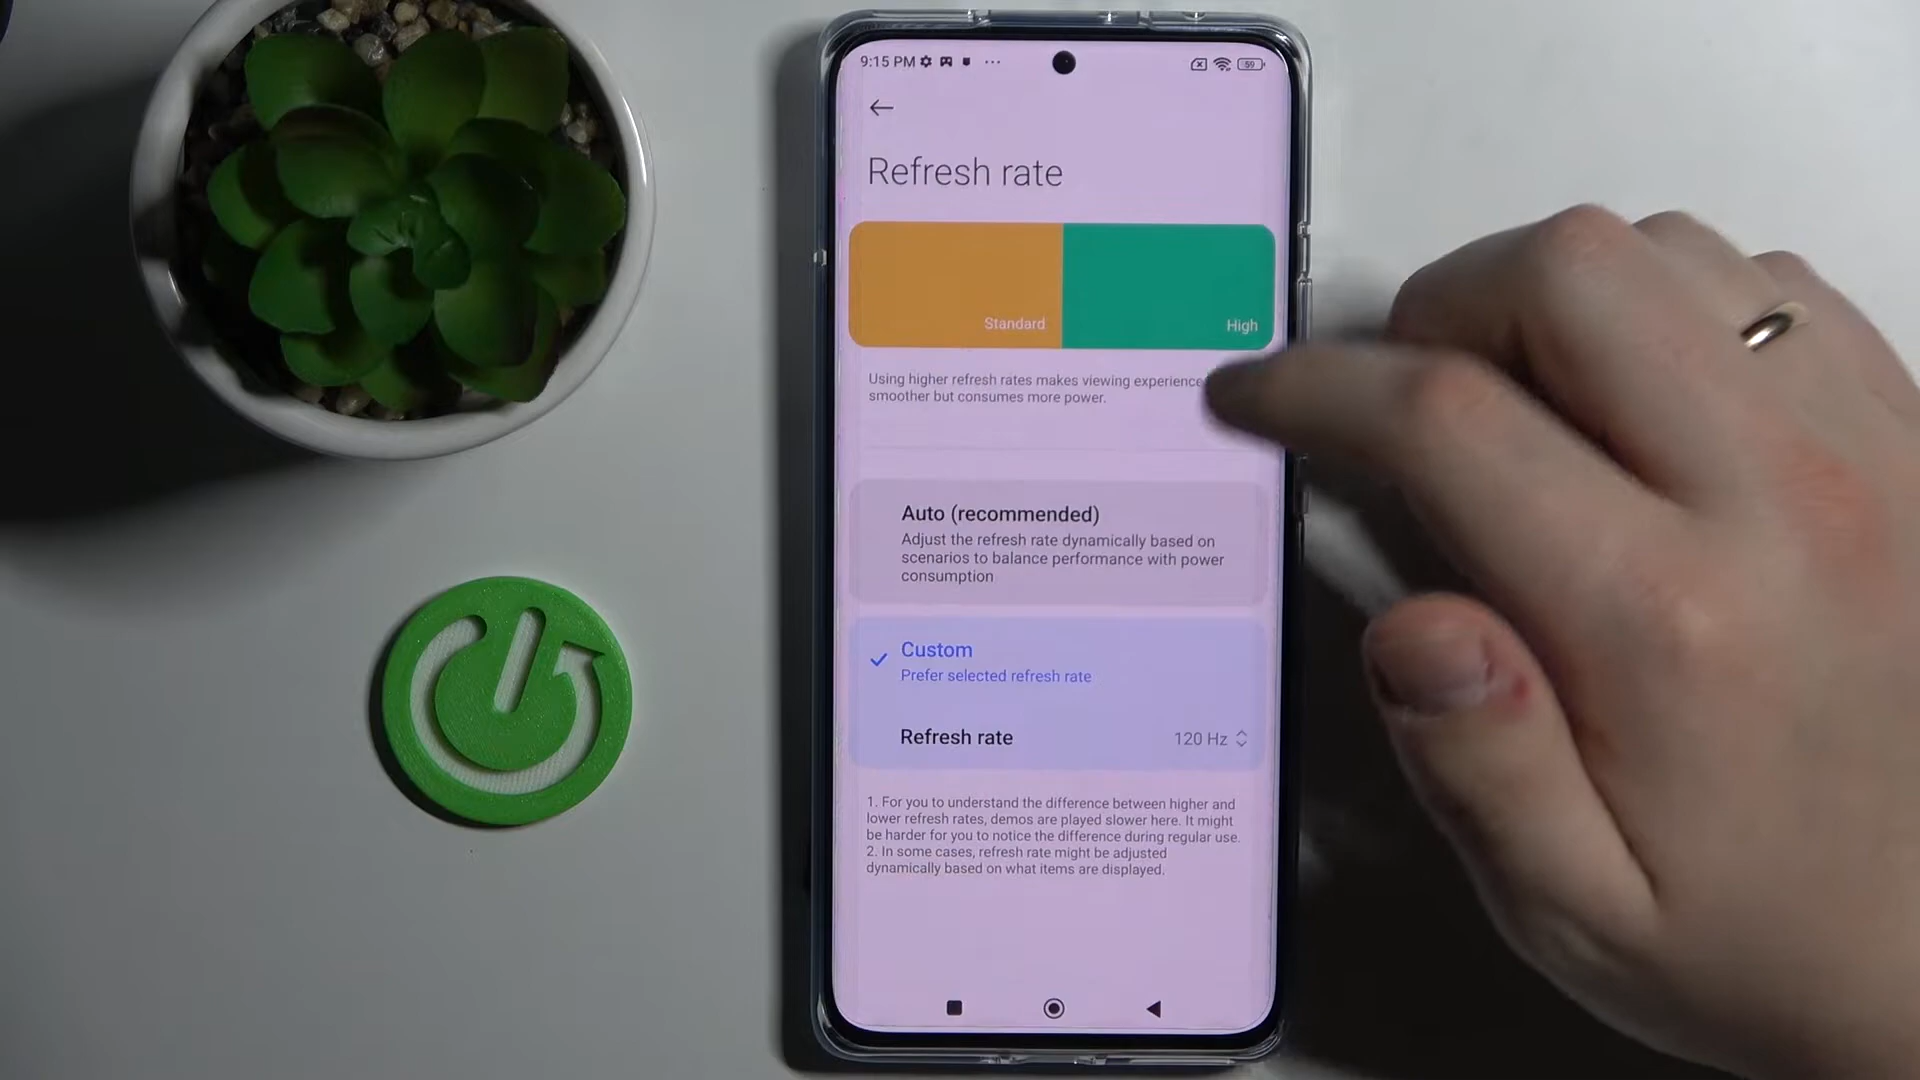 9:15 PM
59
Refresh rate
Standard
High
Using higher refresh rates makes viewing experience
smoother but consumes more power.
Auto (recommended)
Adjust the refresh rate dynamically based on
scenarios to balance performance with power
consumption
Custom
Prefer selected refresh rate
Refresh rate 120 Hz
1. For you to understand the difference between higher and
lower refresh rates, demos are played slower here. It might
be harder for you to notice the difference during regular use.
2. In some cases, refresh rate might be adjusted
dynamically based on what items are displayed.